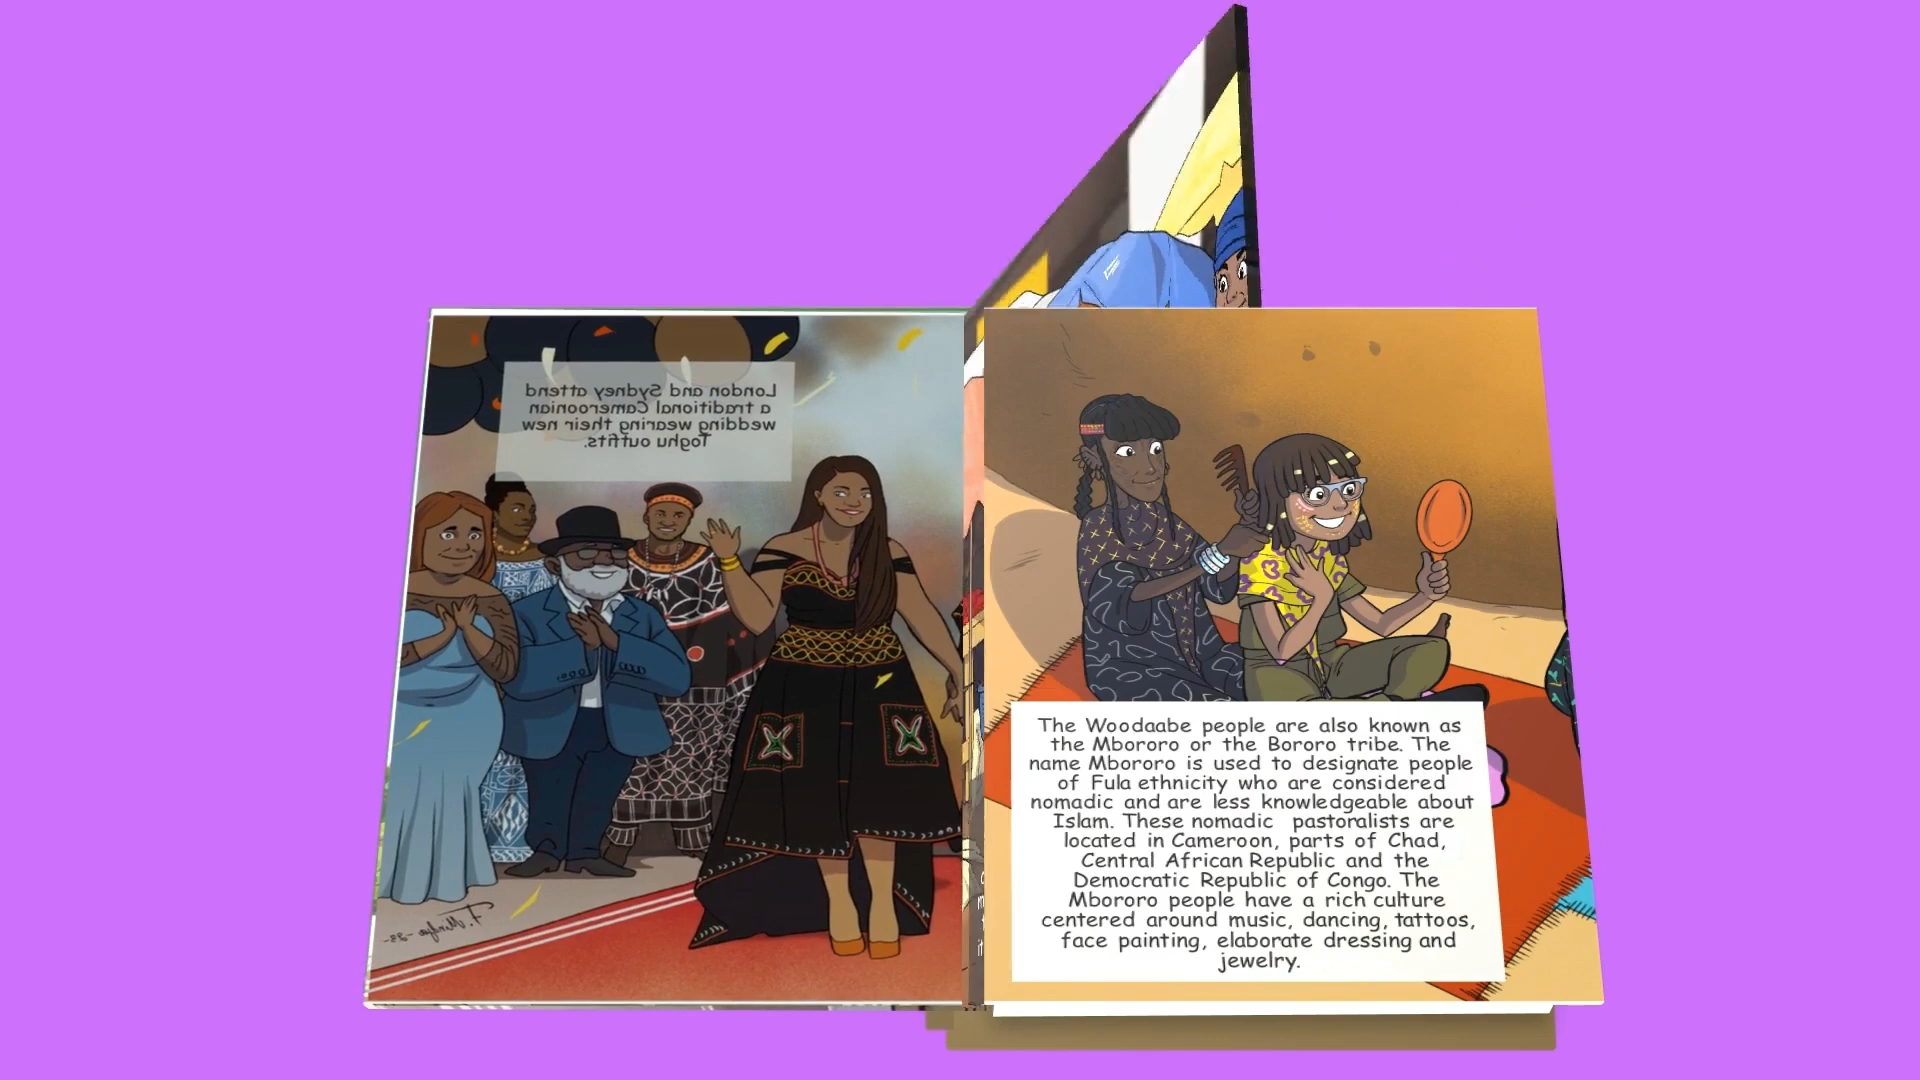 London and Sydney attend
a traditional Cameroonian
wedding wearing their new
Toghu outfits.
The Woodaabe people are also known as
the Mbororo or the Bororo tribe. The
name Mbororo is used to designate people
of Fula ethnicity who are considered
nomadic and are less knowledgeable about
Islam. These nomadic pastoralists are
located in Cameroon, parts of Chad,
Central African Republic and the
Democratic Republic of Congo. The
Mbororo people have a rich culture
centered around music, dancing, tattoos,
face painting, elaborate dressing and
jewelry.